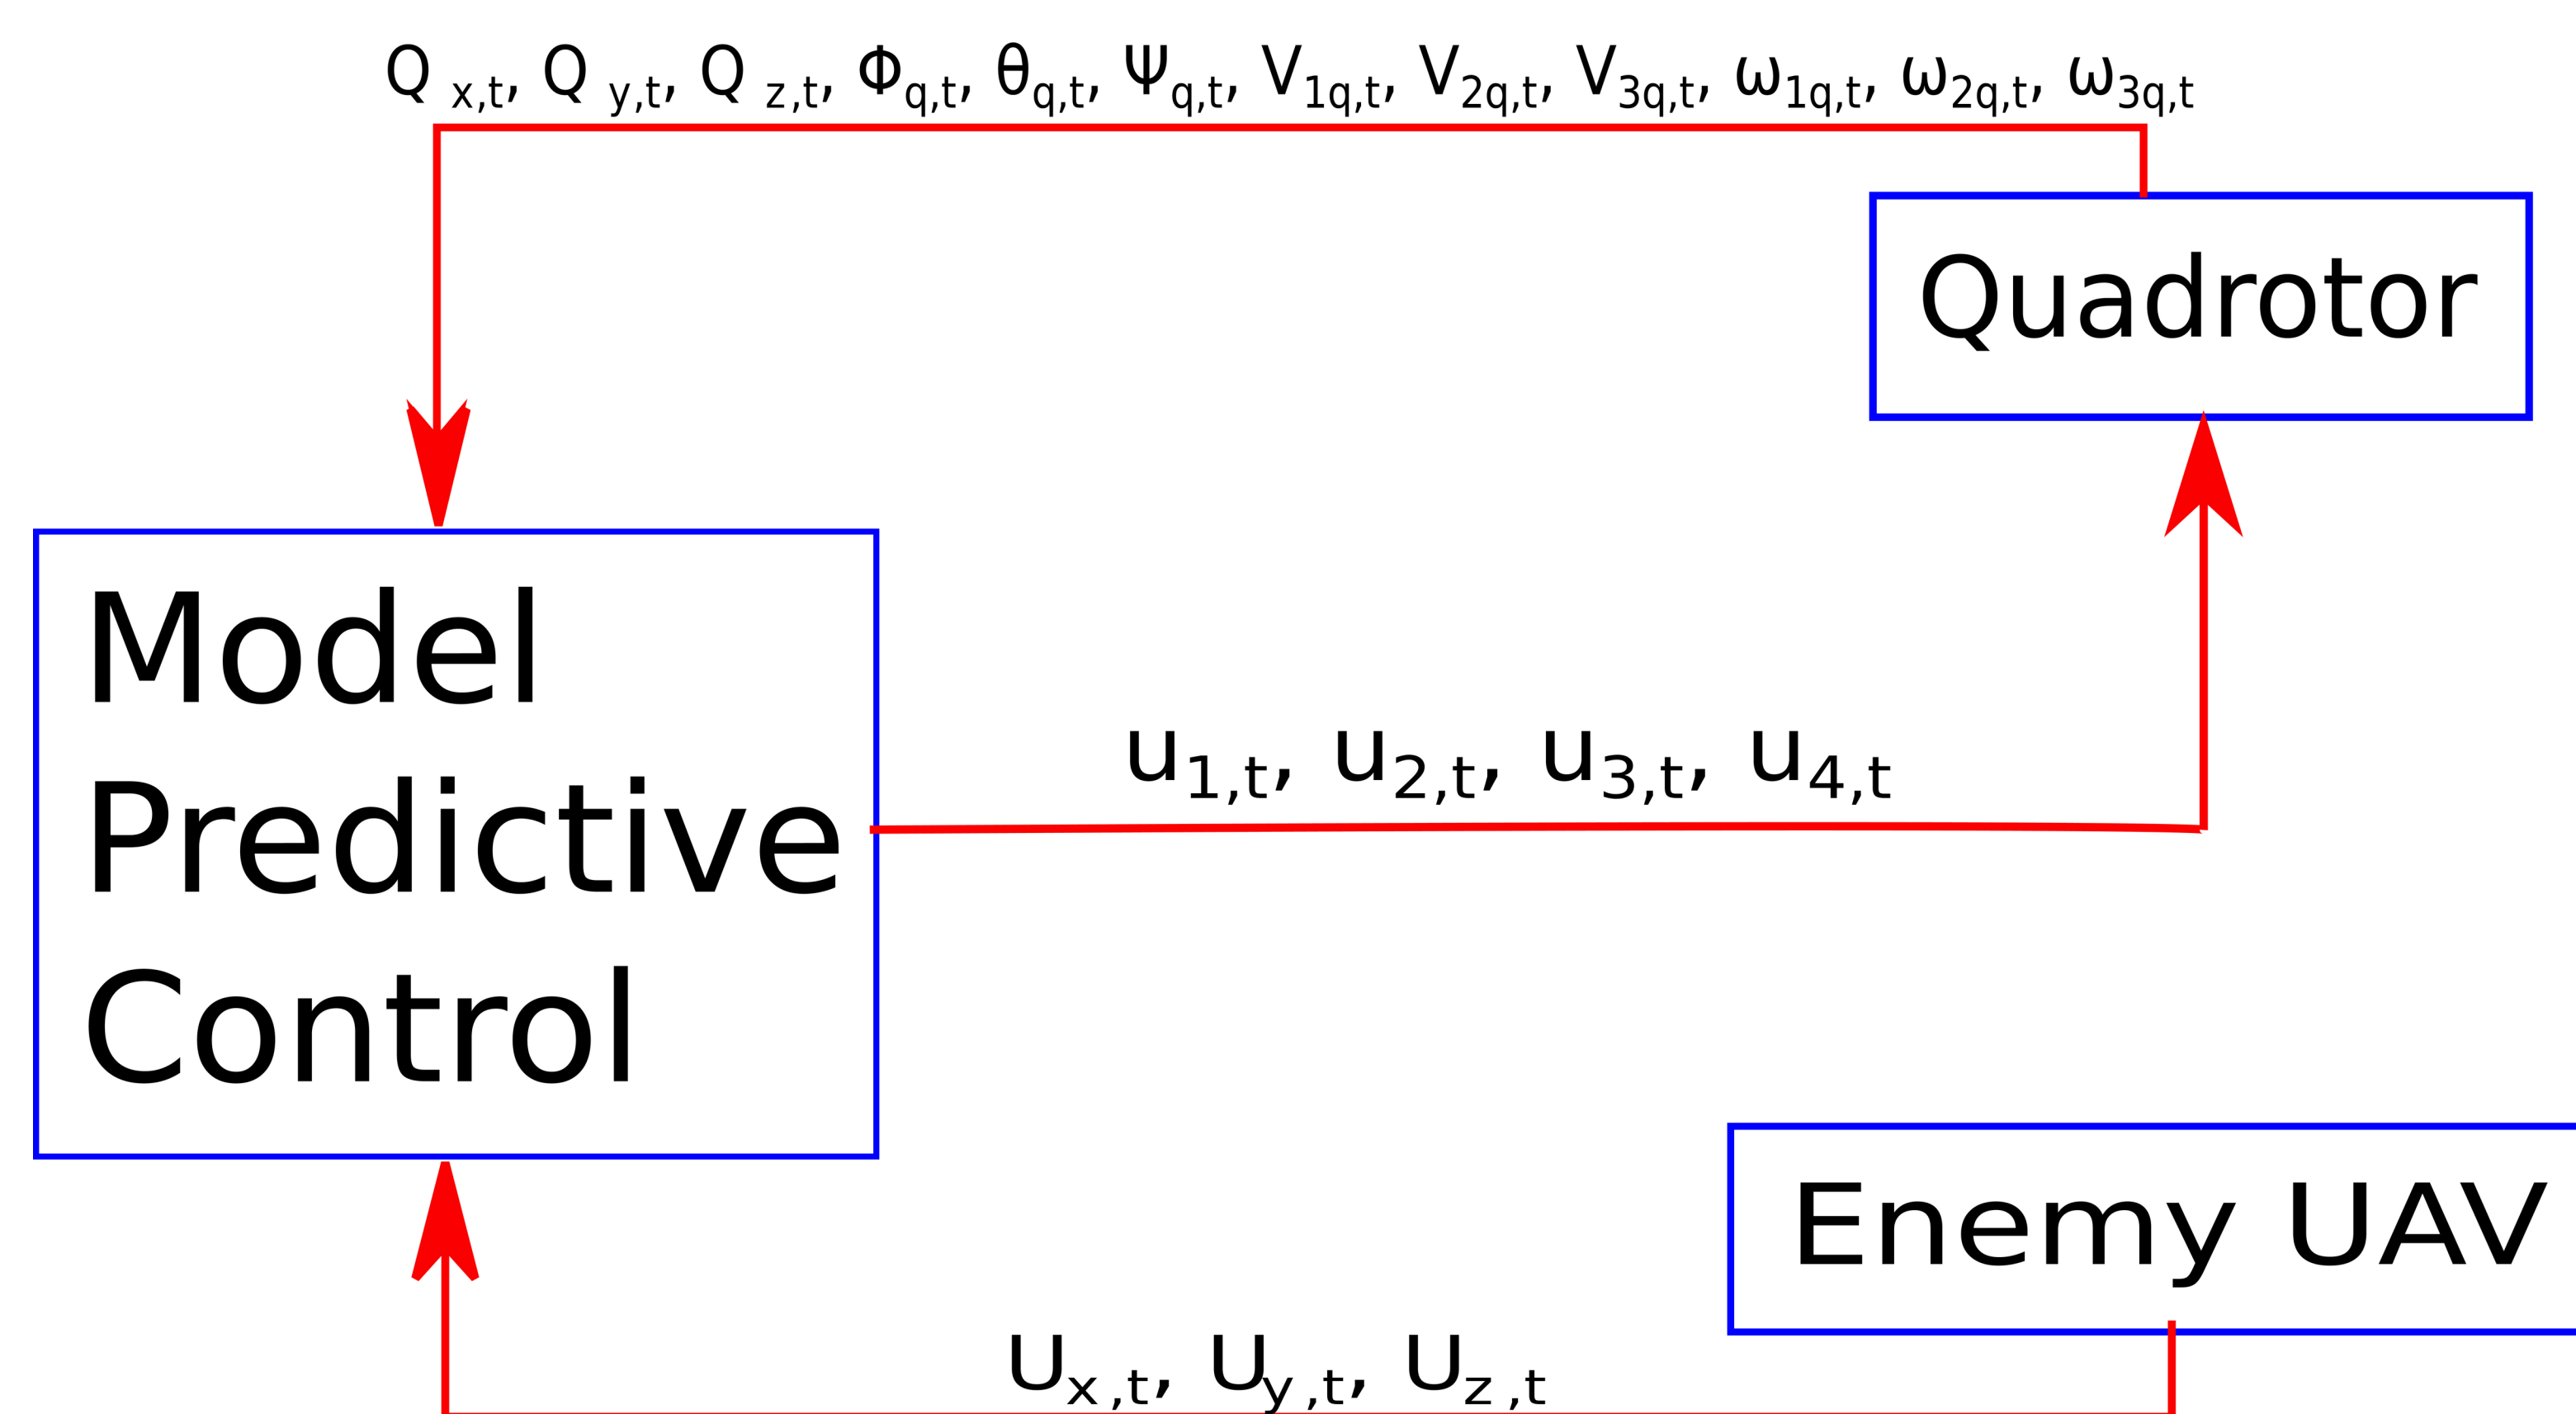 Q x,t, Q y,t, Q z,t, Φq,t, θq,t, Ψq,t, V1q,t, V2q,t, V3q,t, ω1q,t, ω2q,t, ω3q,t
Quadrotor
Model
Predictive
Control
u1,t, u2,t, u3,t, u4,t
Enemy UAV
Ux,t, Uy,t, Uz,t